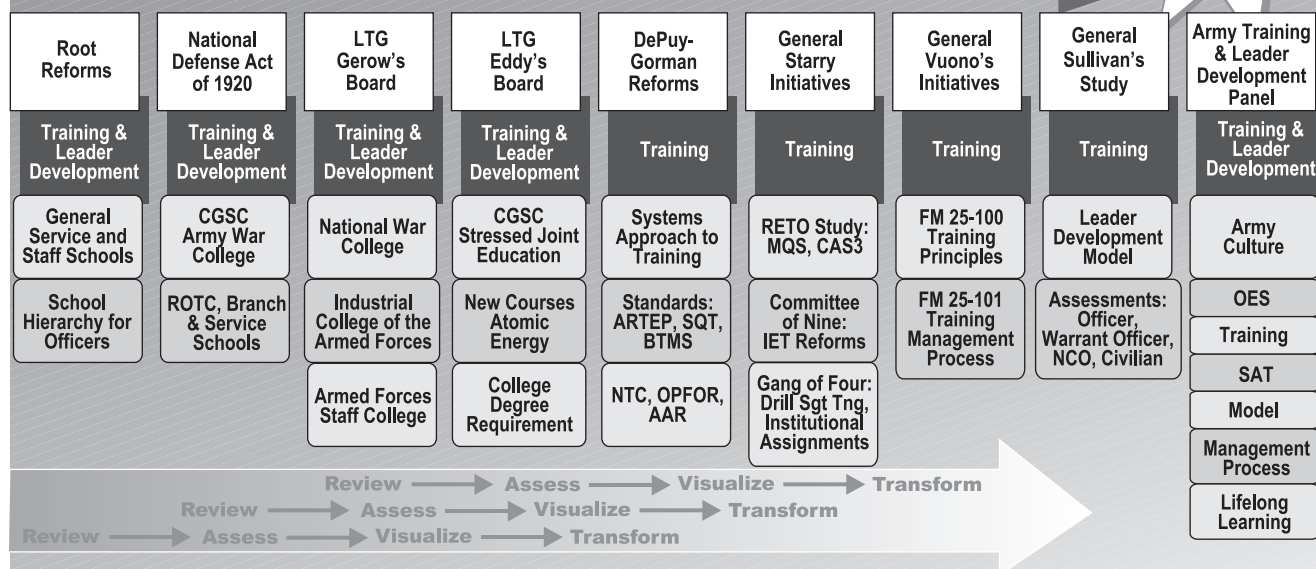 Root
Reforms
Training &
Leader
Development
General
Service and
Staff Schools
School
Hierarchy for
Officers
National
Defense Act
of 1920
Training &
Leader
Development
CGSC
Army War
College
ROTC, Branch
& Service
Schools
LTG
Gerow's
Board
Training &
Leader
Development
National War
College
Industrial
College of the
Armed Forces
Armed Forces
Staff College
LTG
Eddy's
Board
Training &
Leader
Development
CGSC
Stressed Joint
Education
New Courses
Atomic
Energy
College
Degree
Requirement
DePuy-
Gorman
Reforms
Training
Systems
Approach to
Training
Standards:
ARTEP, SQT,
BTMS
NTC, OPFOR,
AAR
General
Starry
Initiatives
Training
RETO Study:
MQS, CAS3
Committee
of Nine:
IET Reforms
Gang of Four:
Drill Sgt Tng,
Institutional
Assignments
General
Vuono's
Initiatives
Training
FM 25-100
Training
Principles
FM 25-101
Training
Management
Process
General
Sullivan's
Study
Training
Leader
Development
Model
Assessments:
Officer,
Warrant Officer,
NCO, Civilian
Army Training
& Leader
Development
Panel
Training &
Leader
Development
Army
Culture
OES
Training
SAT
Model
Management
Process
Lifelong
Learning
Review Assess Visualize Transform
Review Assess Visualize Transform
Review Assess Visualize Transform